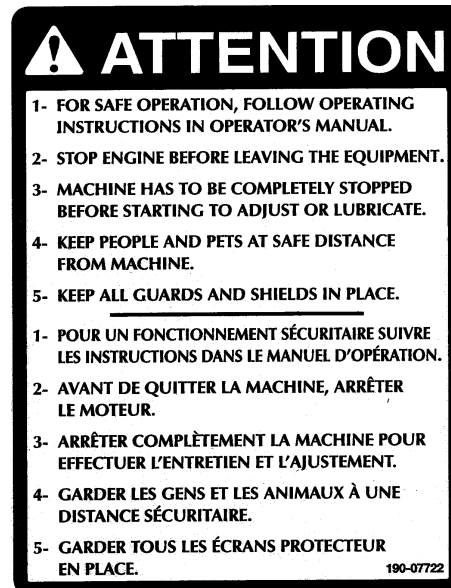 ATTENTION
1- FOR SAFE OPERATION, FOLLOW OPERATING
INSTRUCTIONS IN OPERATOR'S MANUAL.
2- STOP ENGINE BEFORE LEAVING THE EQUIPMENT.
3- MACHINE HAS TO BE COMPLETELY STOPPED
BEFORE STARTING TO ADJUST OR LUBRICATE.
4- KEEP PEOPLE AND PETS AT SAFE DISTANCE
FROM MACHINE.
5- KEEP ALL GUARDS AND SHIELDS IN PLACE.
1- POUR UN FONCTIONNEMENT SÉCURITAIRE SUIVRE
LES INSTRUCTIONS DANS LE MANUEL D'OPÉRATION.
2- AVANT DE QUITTER LA MACHINE, ARRÊTER
LE MOTEUR.
3- ARRÊTER COMPLÈTEMENT LA MACHINE POUR
EFFECTUER L'ENTRETIEN ET L'AJUSTEMENT.
4- GARDER LES GENS ET LES ANIMAUX À UNE
DISTANCE SÉCURITAIRE.
5- GARDER TOUS LES ÉCRANS PROTECTEUR
EN PLACE.
190-07722